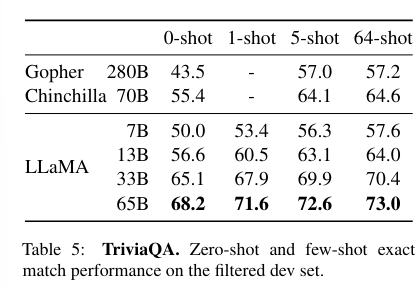 0-shot 1-shot 5-shot 64-shot
Gopher 280B 43.5 - 57.0 57.2
Chinchilla 70B 55.4 - 64.1 64.6
7B 50.0 53.4 56.3 57.6
13B 56.6 60.5 63.1 64.0
LLaMA
33B 65.1 67.9 69.9 70.4
65B 68.2 71.6 72.6 73.0
Table 5: TriviaQA. Zero-shot and few-shot exact
match performance on the filtered dev set.